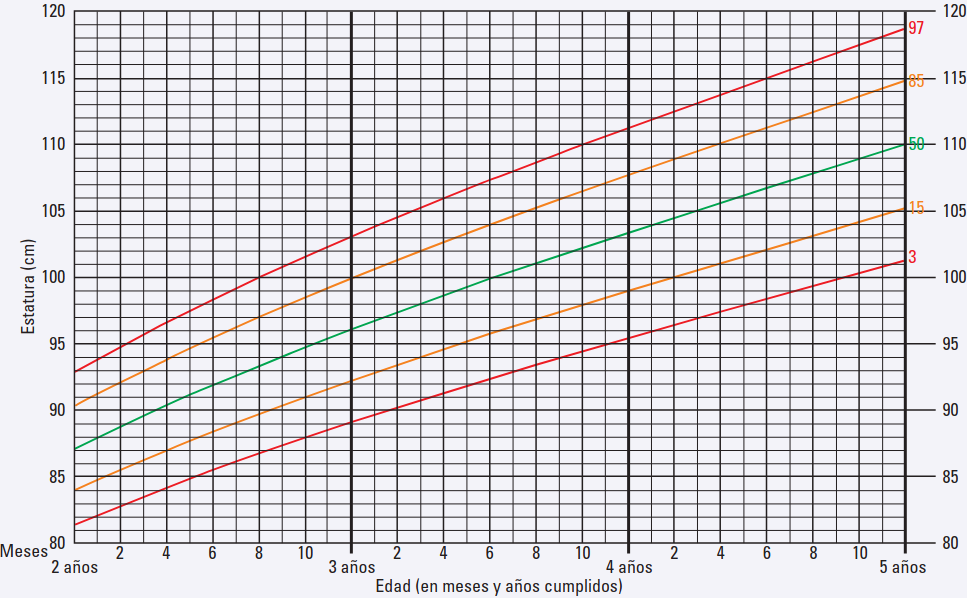 120 120
97
115 85 115
110 50 110
105 15 105
3
100 100
95 95
90 90
85 85
80 80
Estatura (cm)
Meses 2 4 6 8 10 2 4 6 8 10 2 4 6 8 10
2 años 3 años 4 años 5 años
Edad (en meses y años cumplidos)